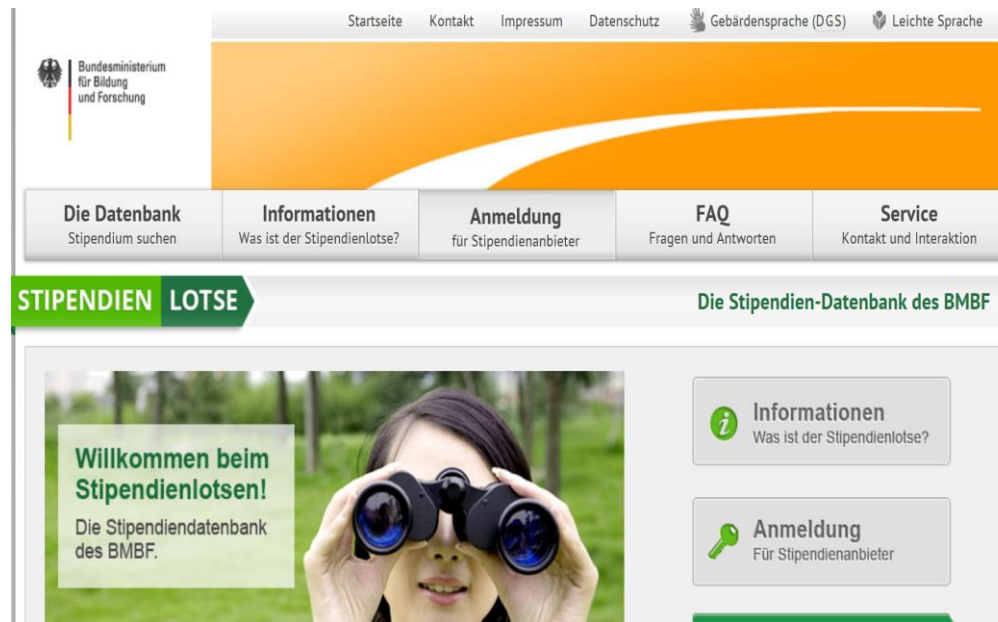 Startseite Kontakt Impressum Datenschutz Gebärdensprache (DGS) Leichte Sprache
Bundesministerium
für Bildung
und Forschung
Die Datenbank
Stipendium suchen
Informationen
Was ist der Stipendienlotse?
Anmeldung
für Stipendienanbieter
FAQ
Fragen und Antworten
Service
Kontakt und Interaktion
STIPENDIEN LOTSE
Die Stipendien-Datenbank des BMBF
Willkommen beim
Stipendienlotsen!
Die Stipendiendatenbank
des BMBF.
Informationen
Was ist der Stipendienlotse?
Anmeldung
Für Stipendienanbieter